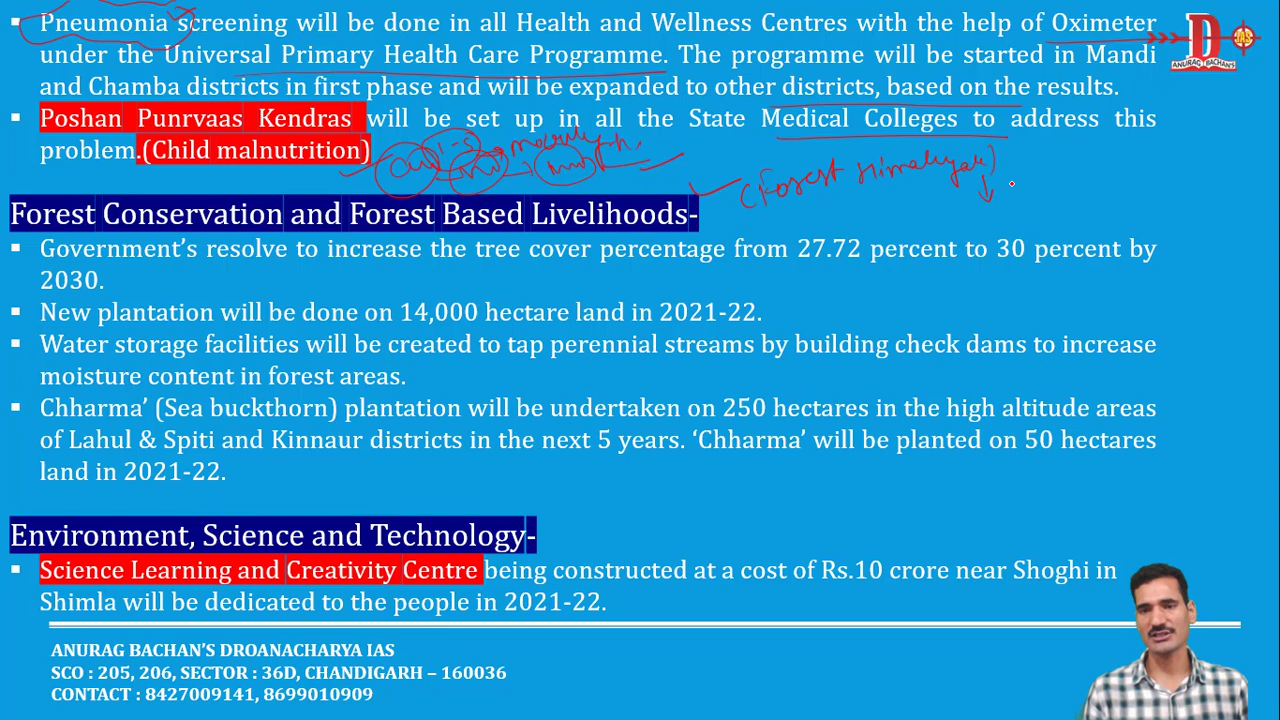 Pneumonia screening will be done in all Health and Wellness Centres with the help of Oximeter
under the Universal Primary Health Care Programme. The programme will be started in Mandi
and Chamba districts in first phase and will be expanded to other districts, based on the results.
D
IAS
ANURAG BACHAN'S
▪ Poshan Punrvaas Kendras will be set up in all the State Medical Colleges to address this
problem.(Child malnutrition)
1-5
(Forest Himalayak)
Forest Conservation and Forest Based Livelihoods-
▪ Government's resolve to increase the tree cover percentage from 27.72 percent to 30 percent by
2030.
▪ New plantation will be done on 14,000 hectare land in 2021-22.
▪ Water storage facilities will be created to tap perennial streams by building check dams to increase
moisture content in forest areas.
▪ Chharma' (Sea buckthorn) plantation will be undertaken on 250 hectares in the high altitude areas
of Lahul & Spiti and Kinnaur districts in the next 5 years. 'Chharma' will be planted on 50 hectares
land in 2021-22.
Environment, Science and Technology-
▪ Science Learning and Creativity Centre being constructed at a cost of Rs.10 crore near Shoghi in
Shimla will be dedicated to the people in 2021-22.
ANURAG BACHAN'S DROANACHARYA IAS
SCO : 205, 206, SECTOR : 36D, CHANDIGARH – 160036
CONTACT : 8427009141, 8699010909